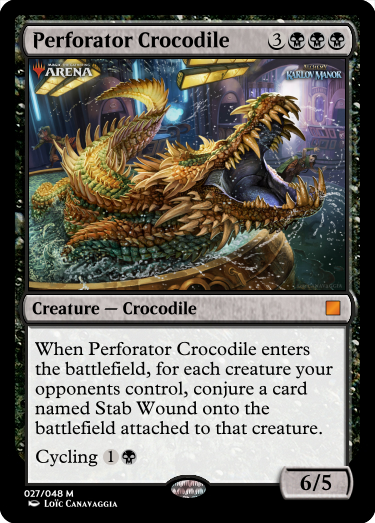 Perforator Crocodile 3
ARENA
KARLOV MANOR
Creature — Crocodile
When Perforator Crocodile enters
the battlefield, for each creature your
opponents control, conjure a card
named Stab Wound onto the
battlefield attached to that creature.
Cycling 1
6/5
027/048 M
Loïc Canavaggia